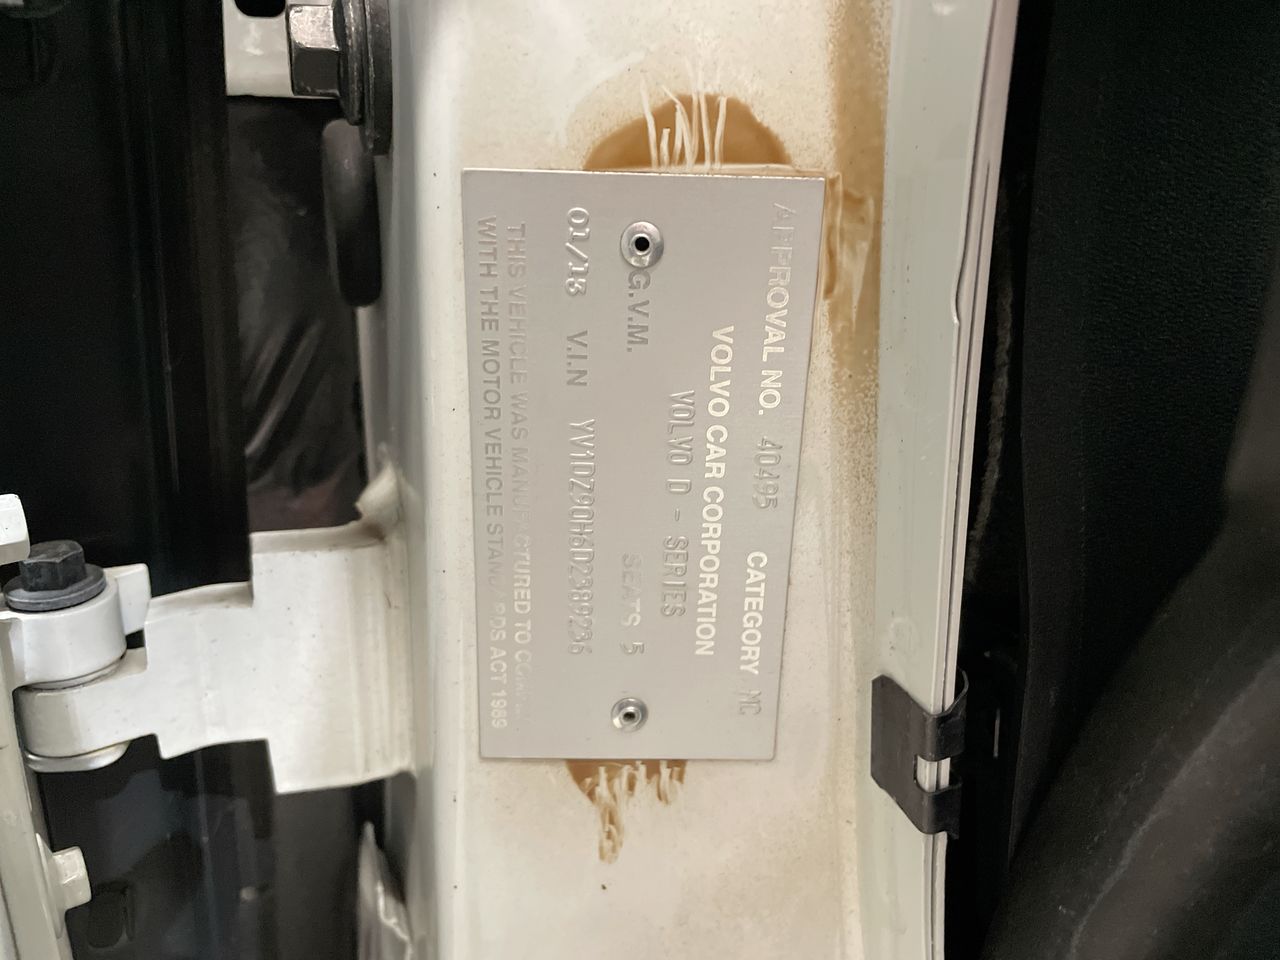 APPROVAL NO. 40495 CATEGORY MC
VOLVO CAR CORPORATION
VOLVO D - SERIES
G.V.M. SEATS 5
01/13 V.I.N YV1DZ90H6D2389236
THIS VEHICLE WAS MANUFACTURED TO COMPLY
WITH THE MOTOR VEHICLE STANDARDS ACT 1989